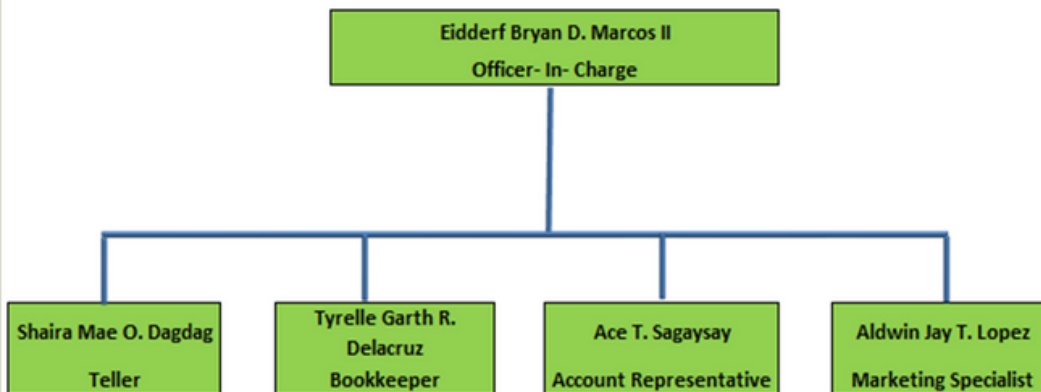 Eidderf Bryan D. Marcos II
Officer- In- Charge
Shaira Mae O. Dagdag
Teller
Tyrelle Garth R.
Delacruz
Bookkeeper
Ace T. Sagaysay
Account Representative
Aldwin Jay T. Lopez
Marketing Specialist